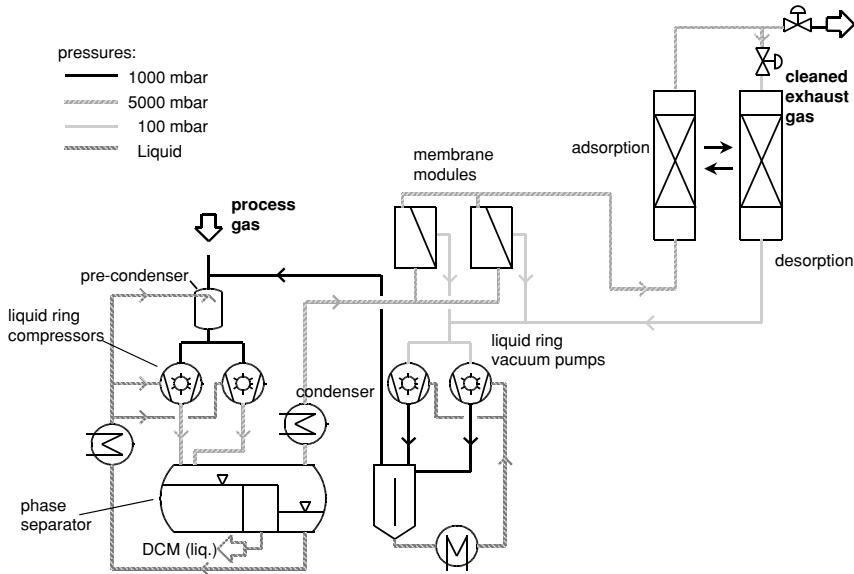 pressures:
1000 mbar
5000 mbar
100 mbar
Liquid
cleaned
exhaust
gas
adsorption
membrane
modules
process
gas
desorption
pre-condenser
liquid ring
compressors
liquid ring
vacuum pumps
condenser
phase
separator
DCM (liq.)